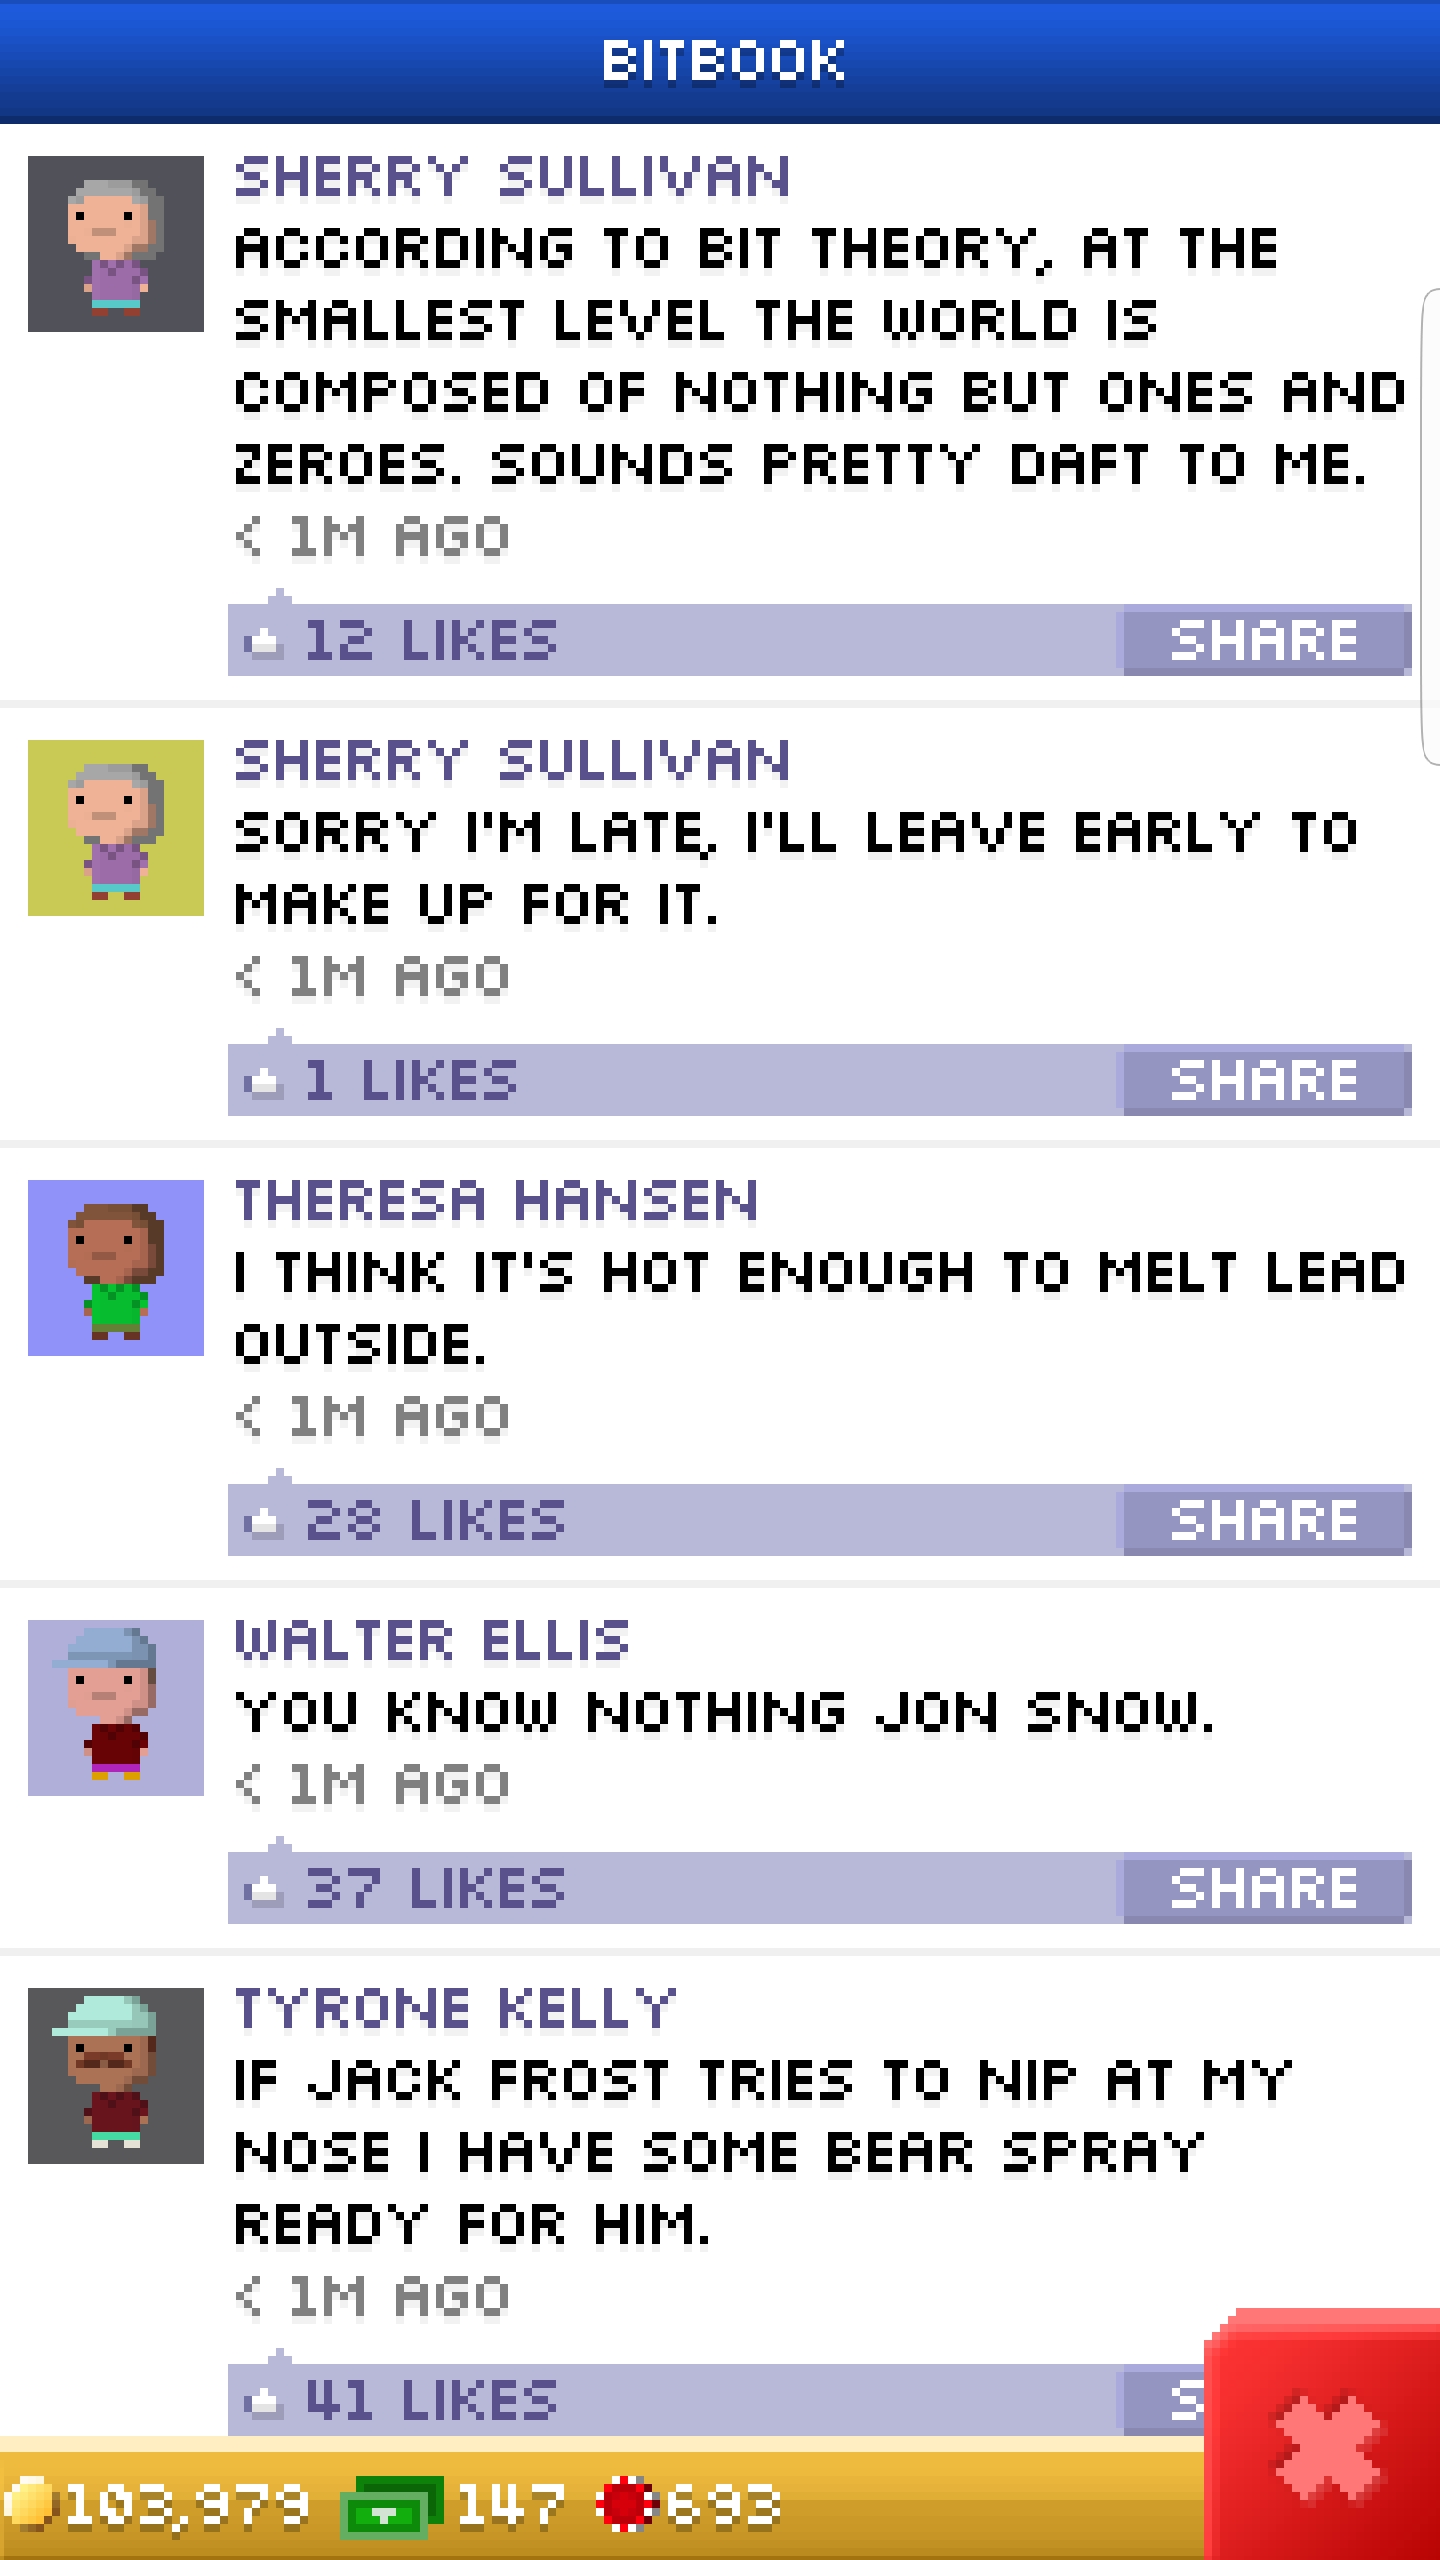 BITBOOK
SHERRY SULLIVAN
ACCORDING TO BIT THEORY, AT THE
SMALLEST LEVEL THE WORLD IS
COMPOSED OF NOTHING BUT ONES AND
ZEROES. SOUNDS PRETTY DAFT TO ME.
< 1M AGO
12 LIKES SHARE
SHERRY SULLIVAN
SORRY I'M LATE, I'LL LEAVE EARLY TO
MAKE UP FOR IT.
< 1M AGO
1 LIKES SHARE
THERESA HANSEN
I THINK IT'S HOT ENOUGH TO MELT LEAD
OUTSIDE.
< 1M AGO
28 LIKES SHARE
WALTER ELLIS
YOU KNOW NOTHING JON SNOW.
< 1M AGO
37 LIKES SHARE
TYRONE KELLY
IF JACK FROST TRIES TO NIP AT MY
NOSE I HAVE SOME BEAR SPRAY
READY FOR HIM.
< 1M AGO
41 LIKES S
103,979 147 693